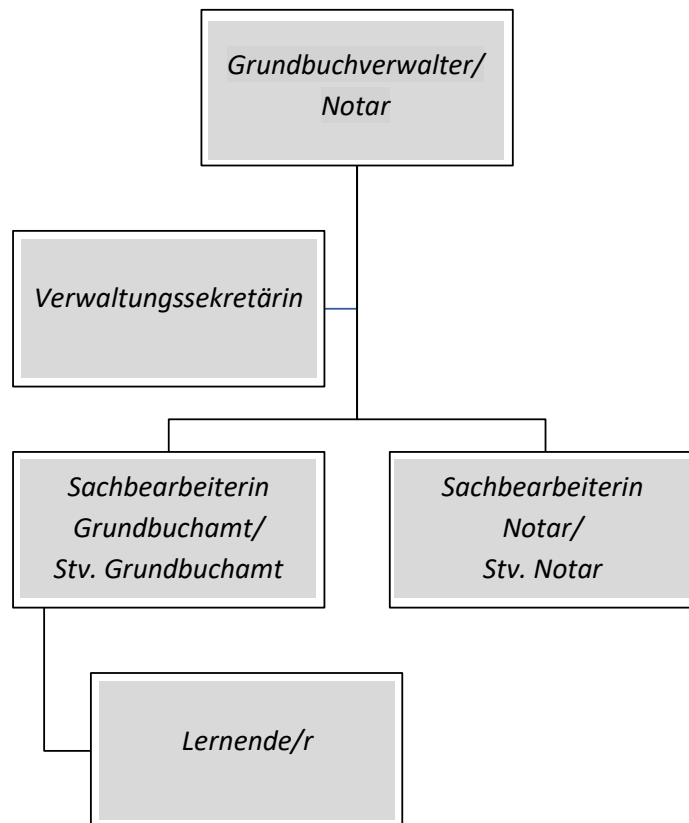 Grundbuchverwalter/
Notar
Verwaltungssekretärin
Sachbearbeiterin
Grundbuchamt/
Stv. Grundbuchamt
Sachbearbeiterin
Notar/
Stv. Notar
Lernende/r